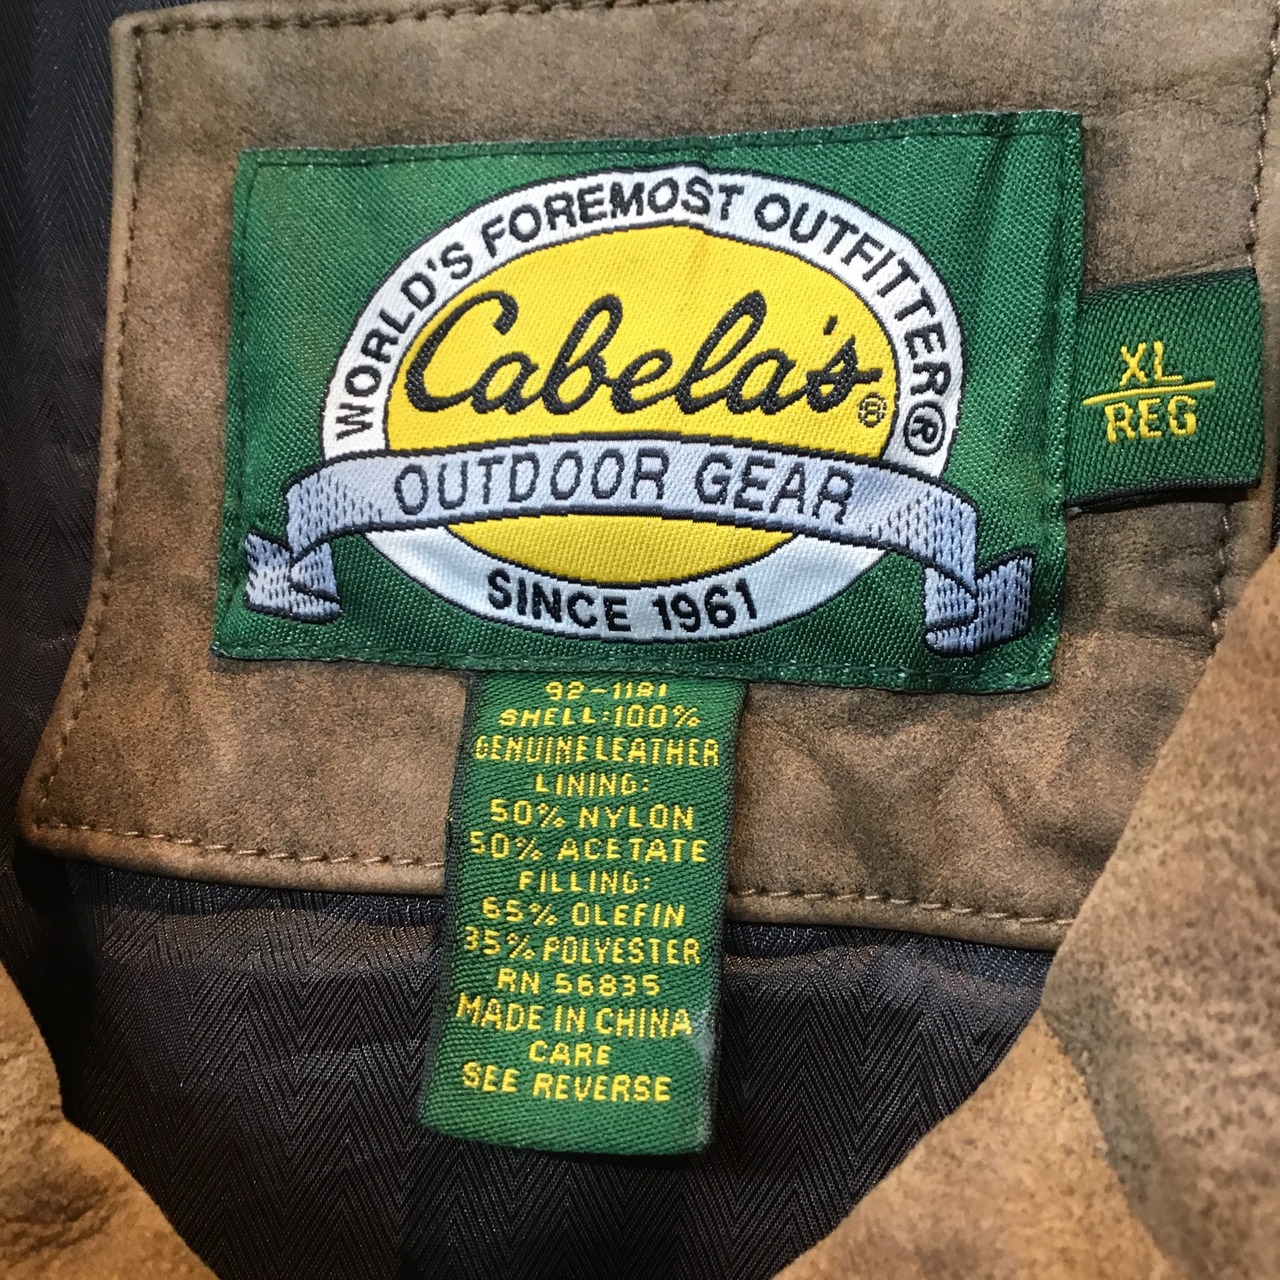 WORLD'S FOREMOST OUTFITTER®
Cabela's®
OUTDOOR GEAR
SINCE 1961
XL
REG
92-1181
SHELL:100%
GENUINE LEATHER
LINING:
50% NYLON
50% ACETATE
FILLING:
65% OLEFIN
35% POLYESTER
RN 56835
MADE IN CHINA
CARE
SEE REVERSE